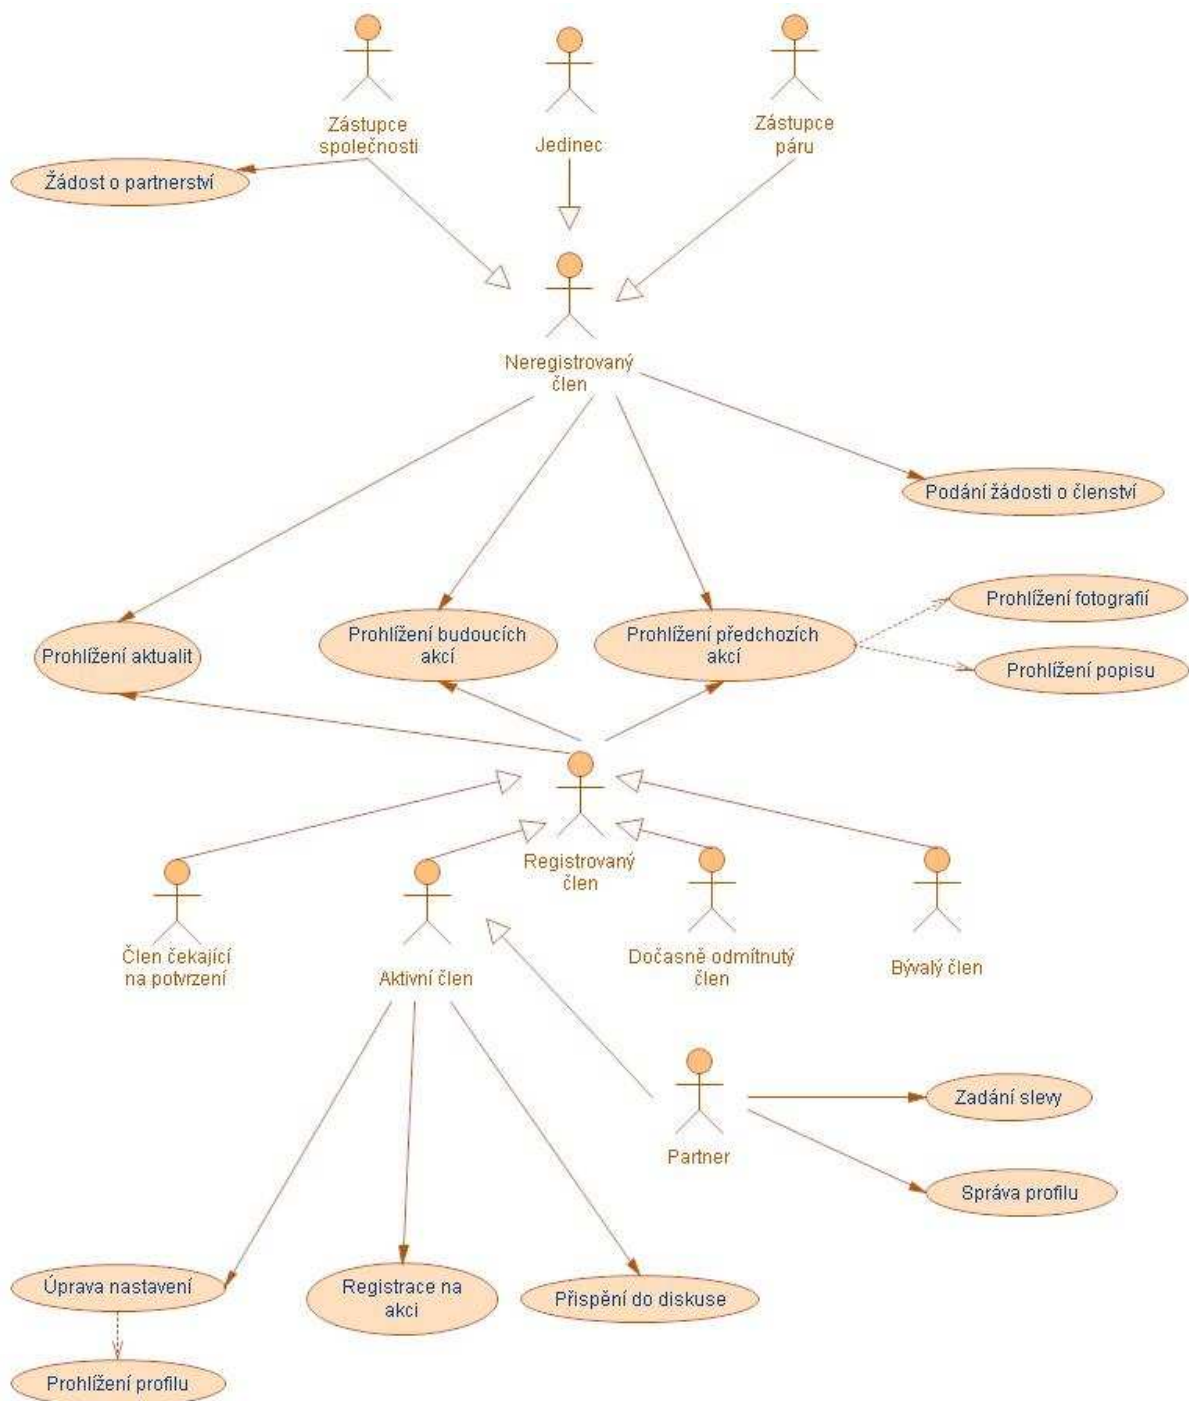 Zástupce
společnosti
Jedinec
Zástupce
páru
Žádost o partnerství
Neregistrovaný
člen
Podání žádosti o členství
Prohlížení aktualit
Prohlížení budoucích
akcí
Prohlížení předchozích
akcí
Prohlížení fotografií
Prohlížení popisu
Registrovaný
člen
Člen čekající
na potvrzení
Aktivní člen
Dočasně odmítnutý
člen
Bývalý člen
Partner
Zadání slevy
Správa profilu
Úprava nastavení
Registrace na
akci
Přispění do diskuse
Prohlížení profilu